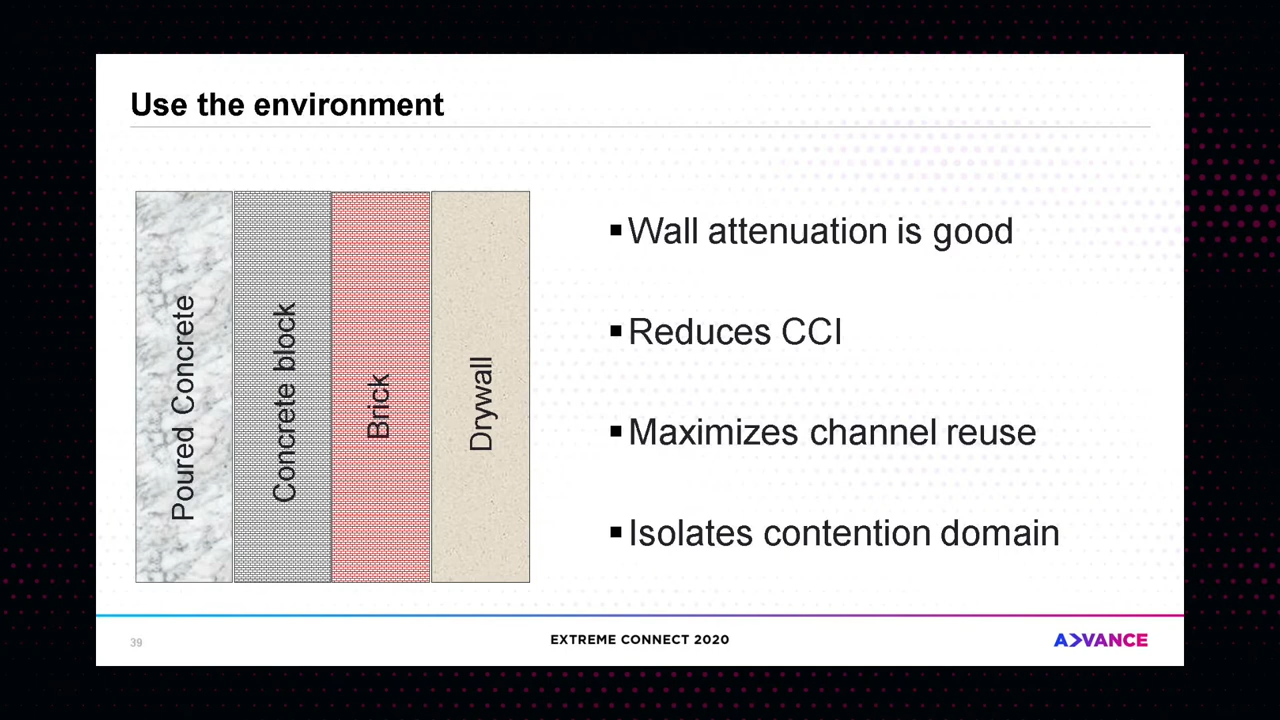 Use the environment
Poured Concrete
Concrete block
Brick
Drywall
▪Wall attenuation is good
▪Reduces CCI
▪Maximizes channel reuse
▪Isolates contention domain
39
EXTREME CONNECT 2020
ADVANCE